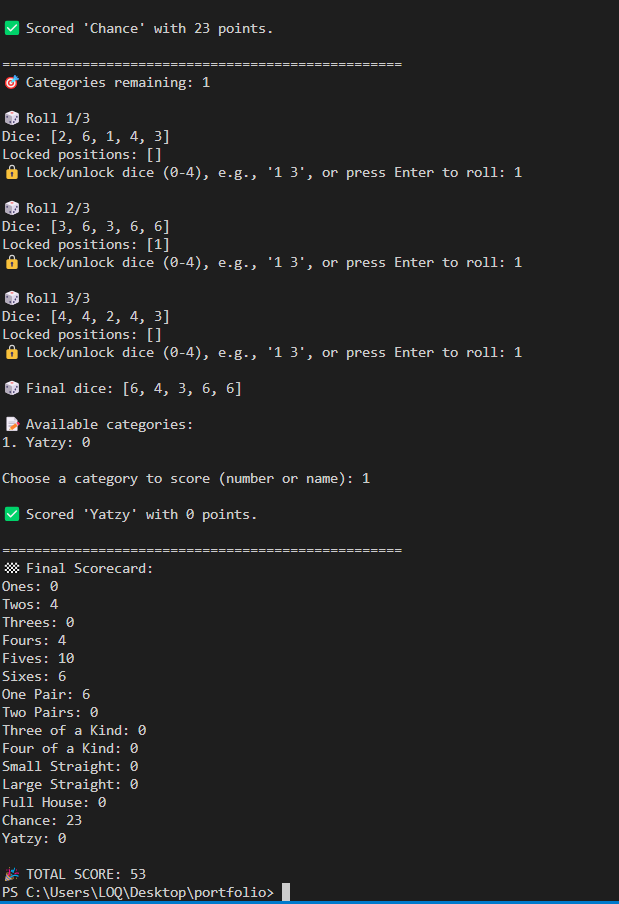 ✅ Scored 'Chance' with 23 points.
==================================================
🎯 Categories remaining: 1
🎲 Roll 1/3
Dice: [2, 6, 1, 4, 3]
Locked positions: []
🔒 Lock/unlock dice (0-4), e.g., '1 3', or press Enter to roll: 1
🎲 Roll 2/3
Dice: [3, 6, 3, 6, 6]
Locked positions: [1]
🔒 Lock/unlock dice (0-4), e.g., '1 3', or press Enter to roll: 1
🎲 Roll 3/3
Dice: [4, 4, 2, 4, 3]
Locked positions: []
🔒 Lock/unlock dice (0-4), e.g., '1 3', or press Enter to roll: 1
🎲 Final dice: [6, 4, 3, 6, 6]
📝 Available categories:
1. Yatzy: 0
Choose a category to score (number or name): 1
✅ Scored 'Yatzy' with 0 points.
==================================================
🏁 Final Scorecard:
Ones: 0
Twos: 4
Threes: 0
Fours: 4
Fives: 10
Sixes: 6
One Pair: 6
Two Pairs: 0
Three of a Kind: 0
Four of a Kind: 0
Small Straight: 0
Large Straight: 0
Full House: 0
Chance: 23
Yatzy: 0
🎉 TOTAL SCORE: 53
PS C:\Users\LOQ\Desktop\portfolio>